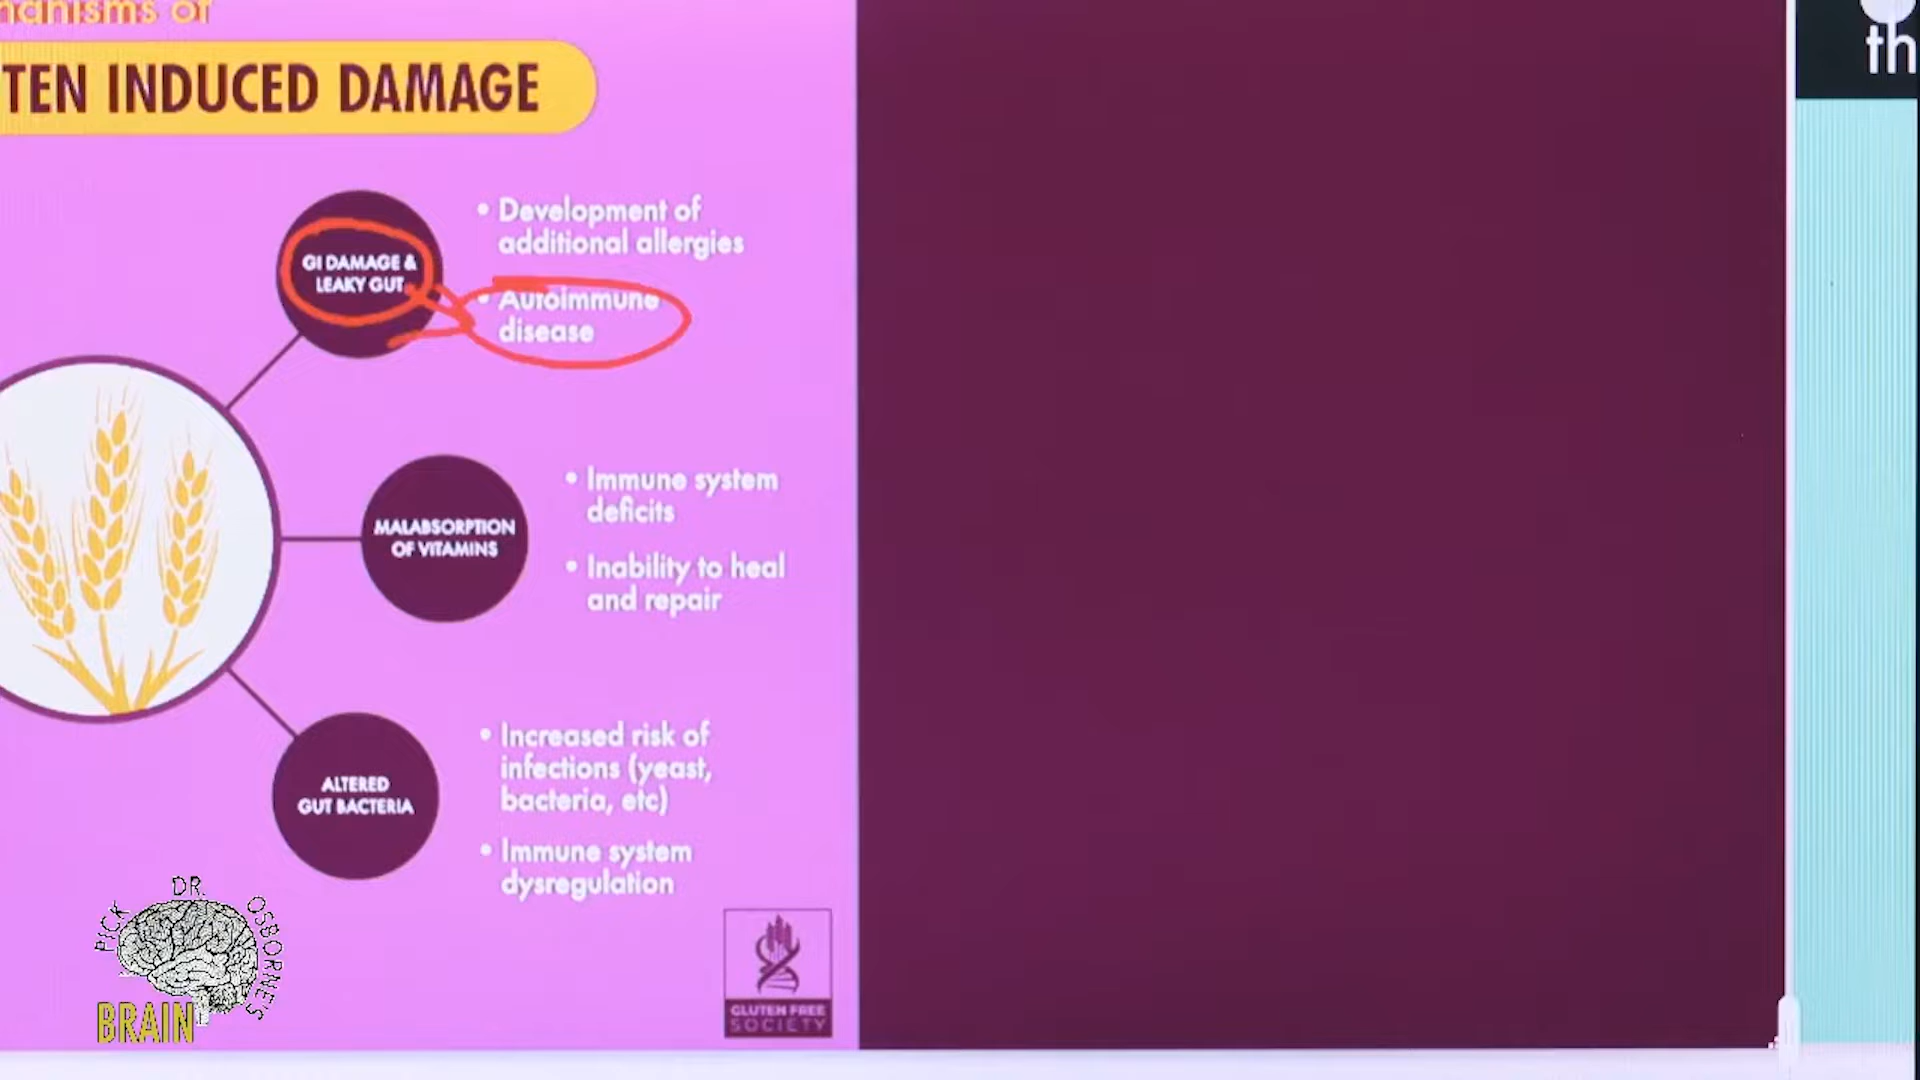 TEN INDUCED DAMAGE
GI DAMAGE &
LEAKY GUT
• Development of
additional allergies
• Autoimmune
disease
MALABSORPTION
OF VITAMINS
• Immune system
deficits
• Inability to heal
and repair
ALTERED
GUT BACTERIA
• Increased risk of
infections (yeast,
bacteria, etc)
• Immune system
dysregulation
PICK
DR.
OSBORNE'S
BRAIN
GLUTEN FREE
SOCIETY
th